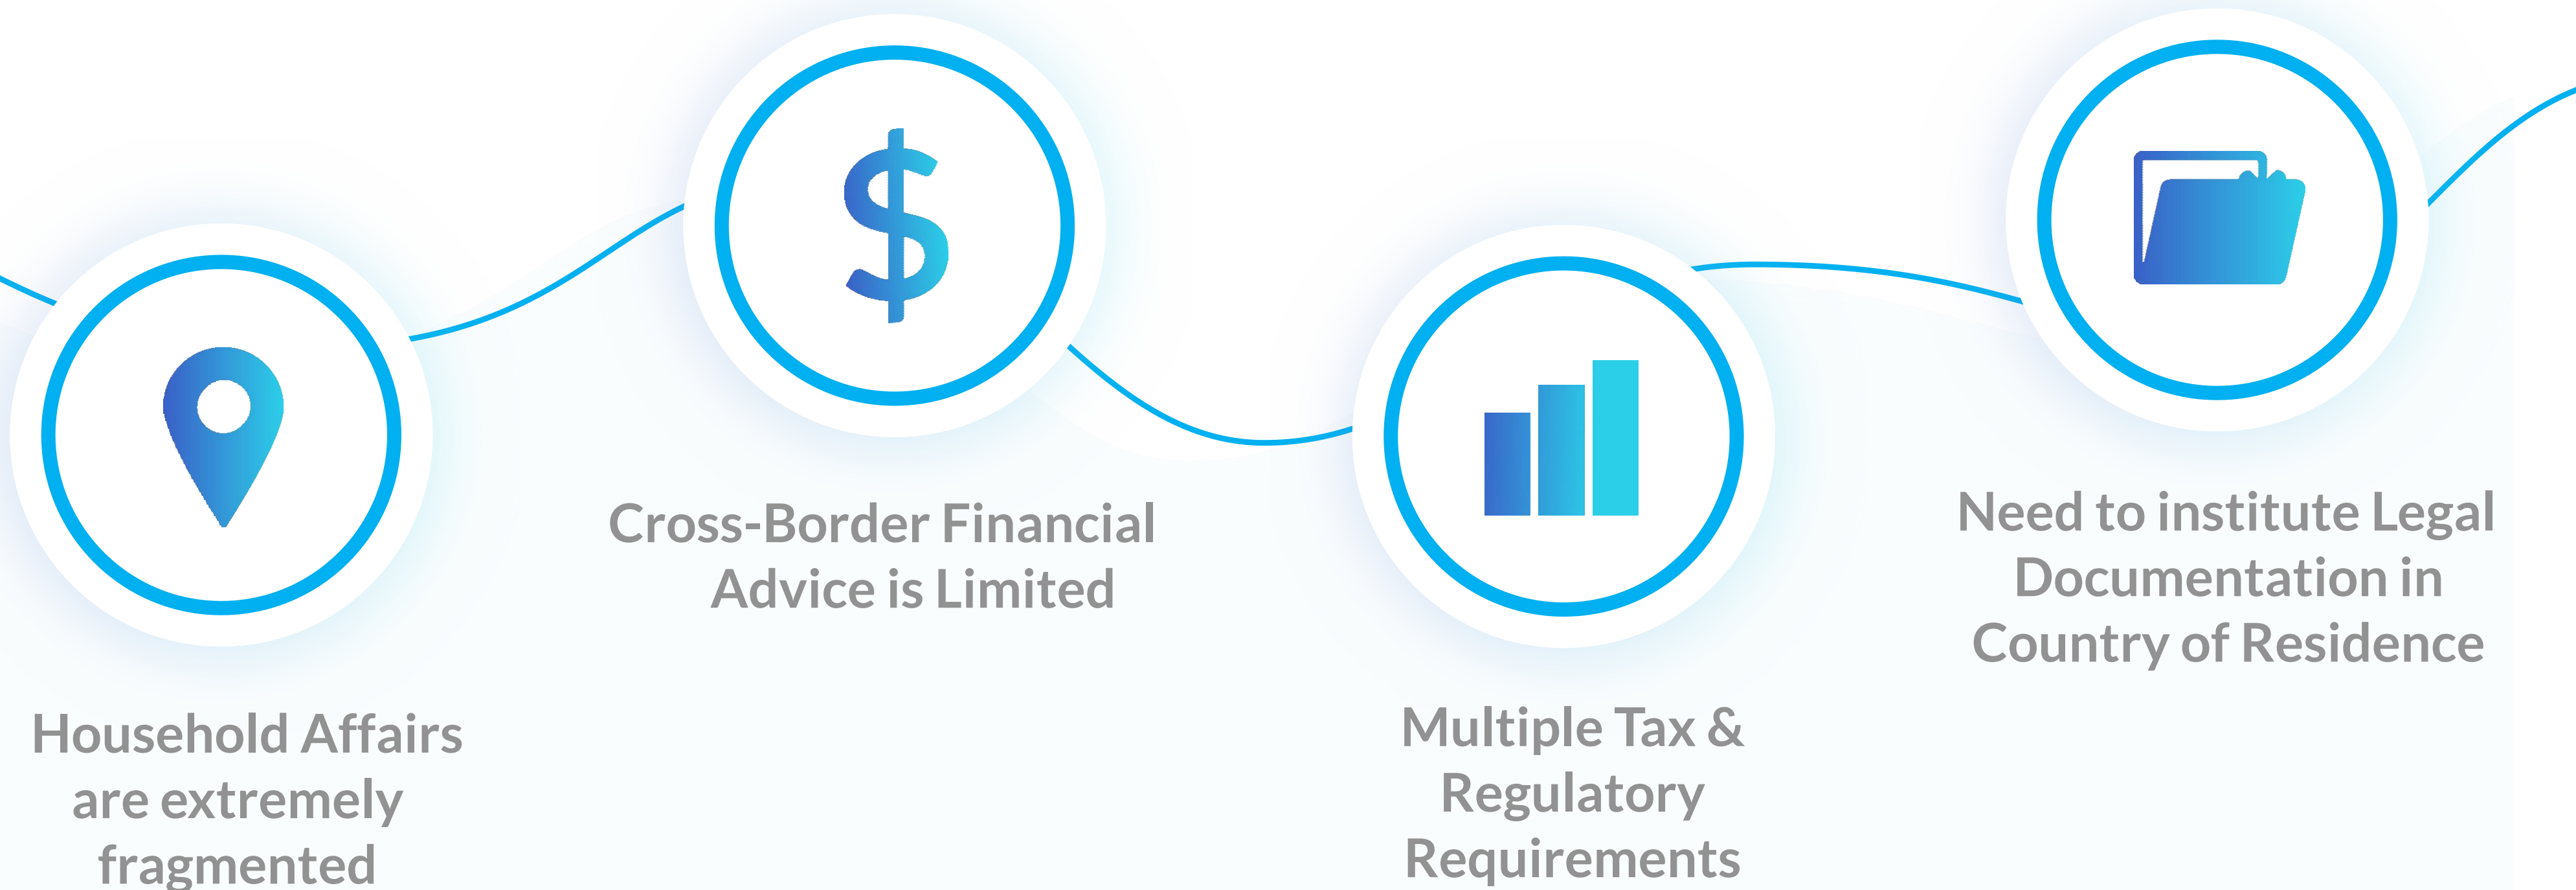 Household Affairs
are extremely
fragmented
Cross-Border Financial
Advice is Limited
Multiple Tax &
Regulatory
Requirements
Need to institute Legal
Documentation in
Country of Residence